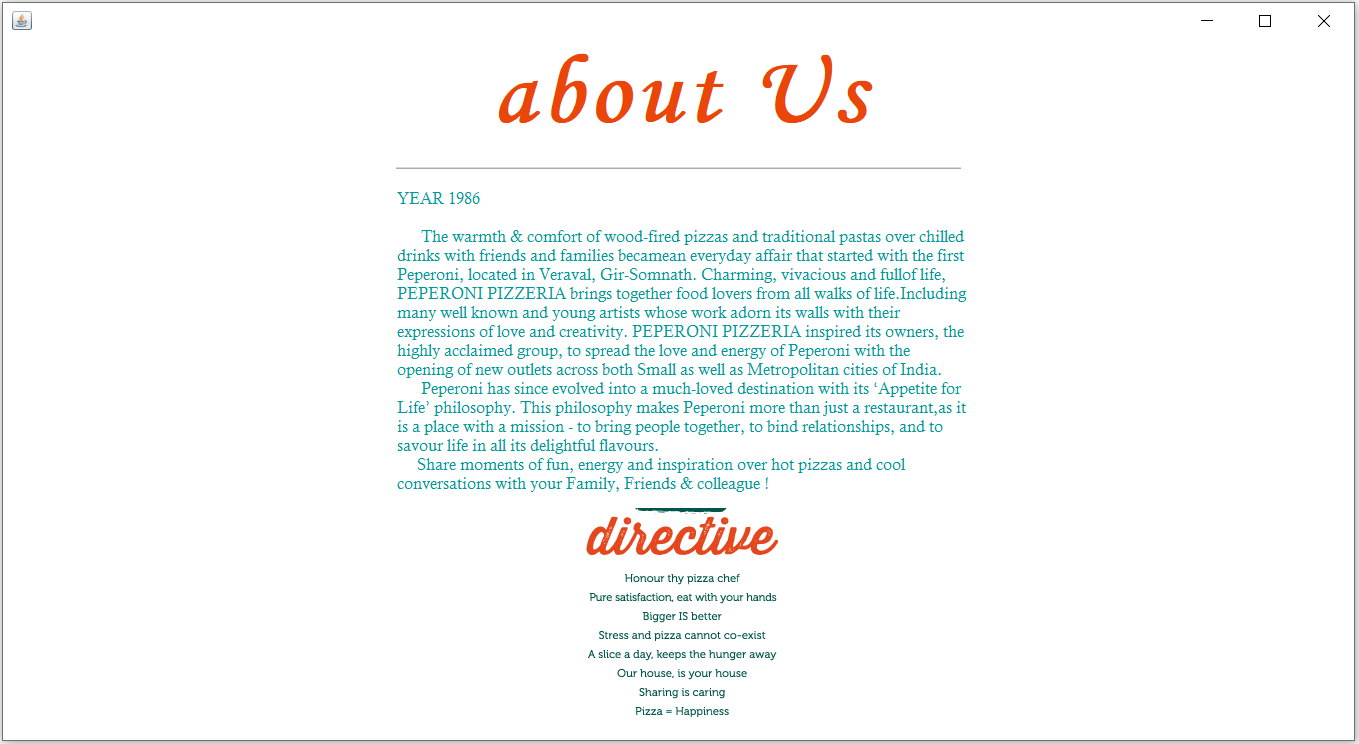 about Us
YEAR 1986
The warmth & comfort of wood-fired pizzas and traditional pastas over chilled
drinks with friends and families becamean everyday affair that started with the first
Peperoni, located in Veraval, Gir-Somnath. Charming, vivacious and fullof life,
PEPERONI PIZZERIA brings together food lovers from all walks of life.Including
many well known and young artists whose work adorn its walls with their
expressions of love and creativity. PEPERONI PIZZERIA inspired its owners, the
highly acclaimed group, to spread the love and energy of Peperoni with the
opening of new outlets across both Small as well as Metropolitan cities of India.
Peperoni has since evolved into a much-loved destination with its ‘Appetite for
Life’ philosophy. This philosophy makes Peperoni more than just a restaurant,as it
is a place with a mission - to bring people together, to bind relationships, and to
savour life in all its delightful flavours.
Share moments of fun, energy and inspiration over hot pizzas and cool
conversations with your Family, Friends & colleague !
directive
Honour thy pizza chef
Pure satisfaction, eat with your hands
Bigger IS better
Stress and pizza cannot co-exist
A slice a day, keeps the hunger away
Our house, is your house
Sharing is caring
Pizza = Happiness